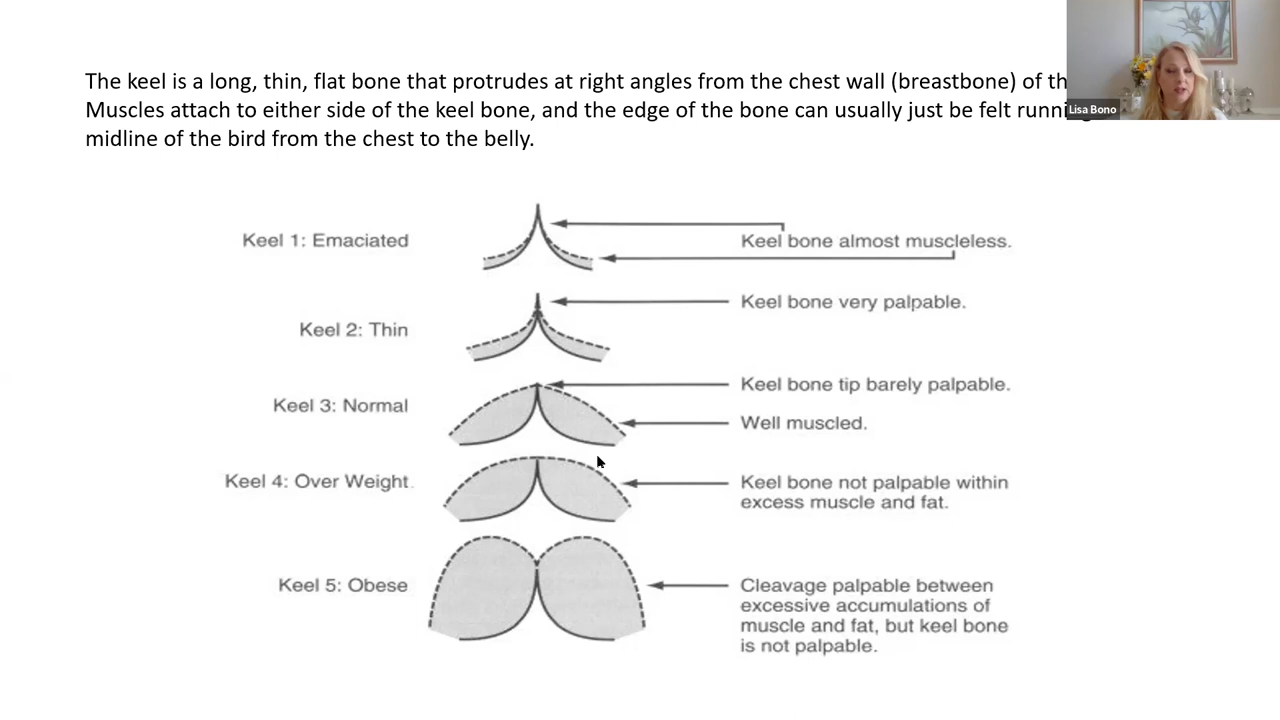 The keel is a long, thin, flat bone that protrudes at right angles from the chest wall (breastbone) of
Muscles attach to either side of the keel bone, and the edge of the bone can usually just be felt
midline of the bird from the chest to the belly.
Lisa Bono
Keel 1: Emaciated
Keel bone almost muscleless.
Keel 2: Thin
Keel bone very palpable.
Keel 3: Normal
Keel bone tip barely palpable.
Well muscled.
Keel 4: Over Weight
Keel bone not palpable within
excess muscle and fat.
Keel 5: Obese
Cleavage palpable between
excessive accumulations of
muscle and fat, but keel bone
is not palpable.